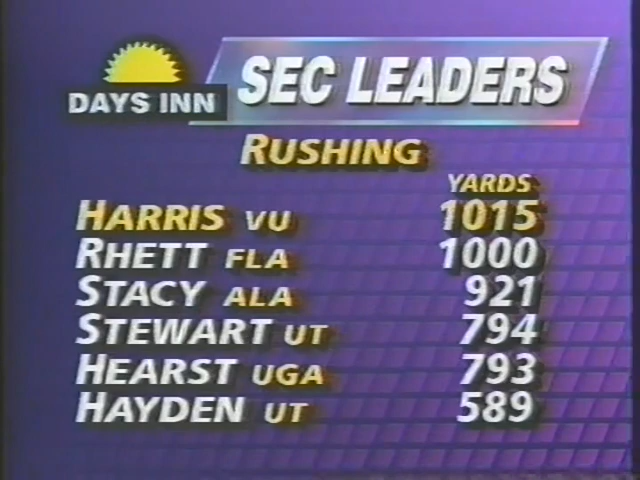 DAYS INN
SEC LEADERS
RUSHING
YARDS
HARRIS VU 1015
RHETT FLA 1000
STACY ALA 921
STEWART UT 794
HEARST UGA 793
HAYDEN UT 589